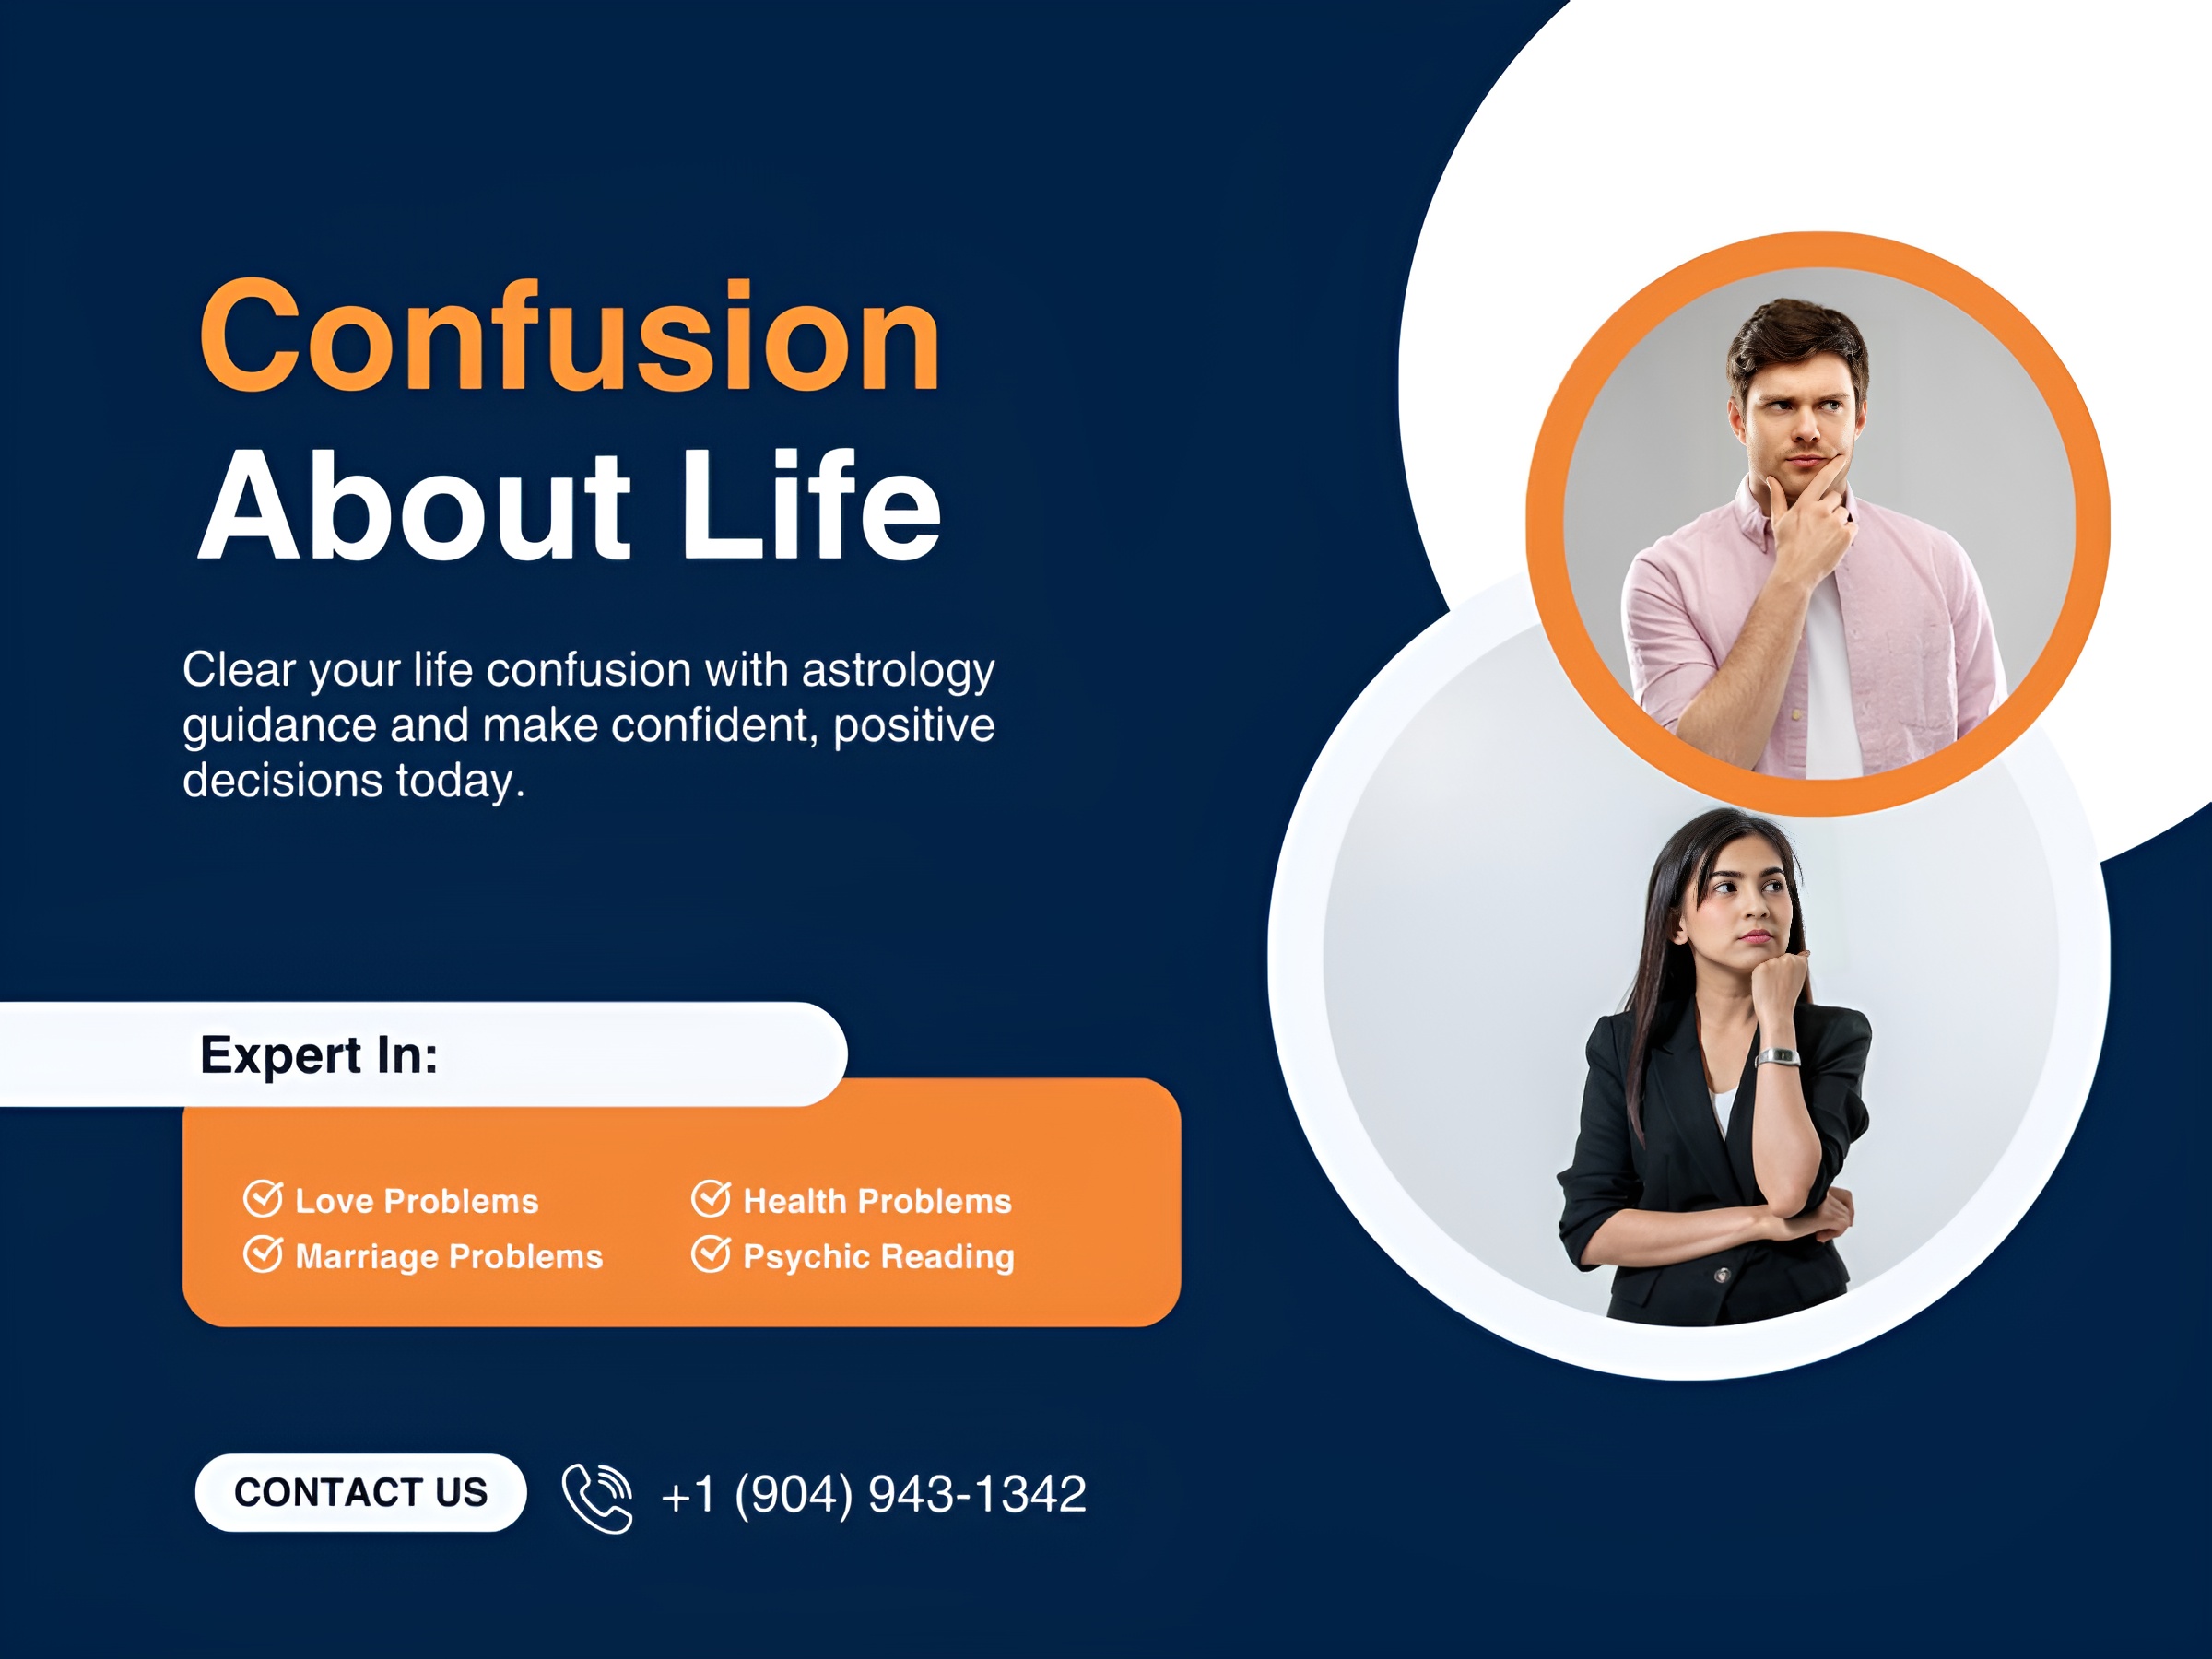 Confusion
About Life
Clear your life confusion with astrology
guidance and make confident, positive
decisions today.
Expert In:
Love Problems
Marriage Problems
Health Problems
Psychic Reading
CONTACT US
+1 (904) 943-1342